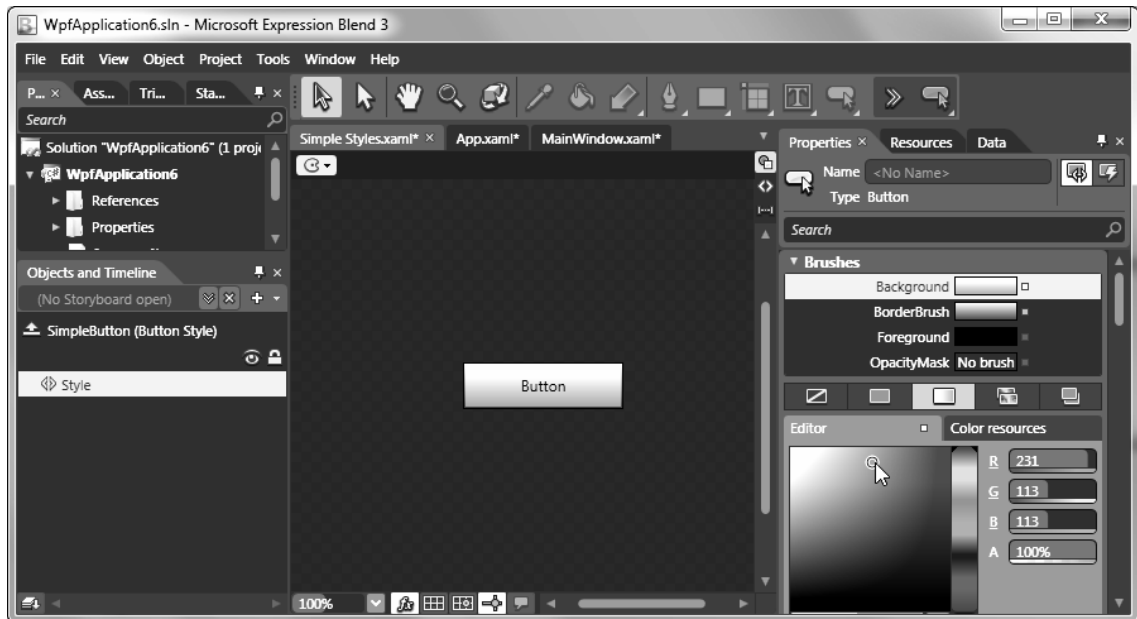 WpfApplication6.sln - Microsoft Expression Blend 3
File Edit View Object Project Tools Window Help
P... × Ass... Tri... Sta...
Search
Solution "WpfApplication6" (1 proje
WpfApplication6
References
Properties
Objects and Timeline
(No Storyboard open)
SimpleButton (Button Style)
Style
Simple Styles.xaml* × App.xaml* MainWindow.xaml*
Button
100%
Properties × Resources Data
Name <No Name>
Type Button
Search
Brushes
Background
BorderBrush
Foreground
OpacityMask No brush
Editor Color resources
R 231
G 113
B 113
A 100%